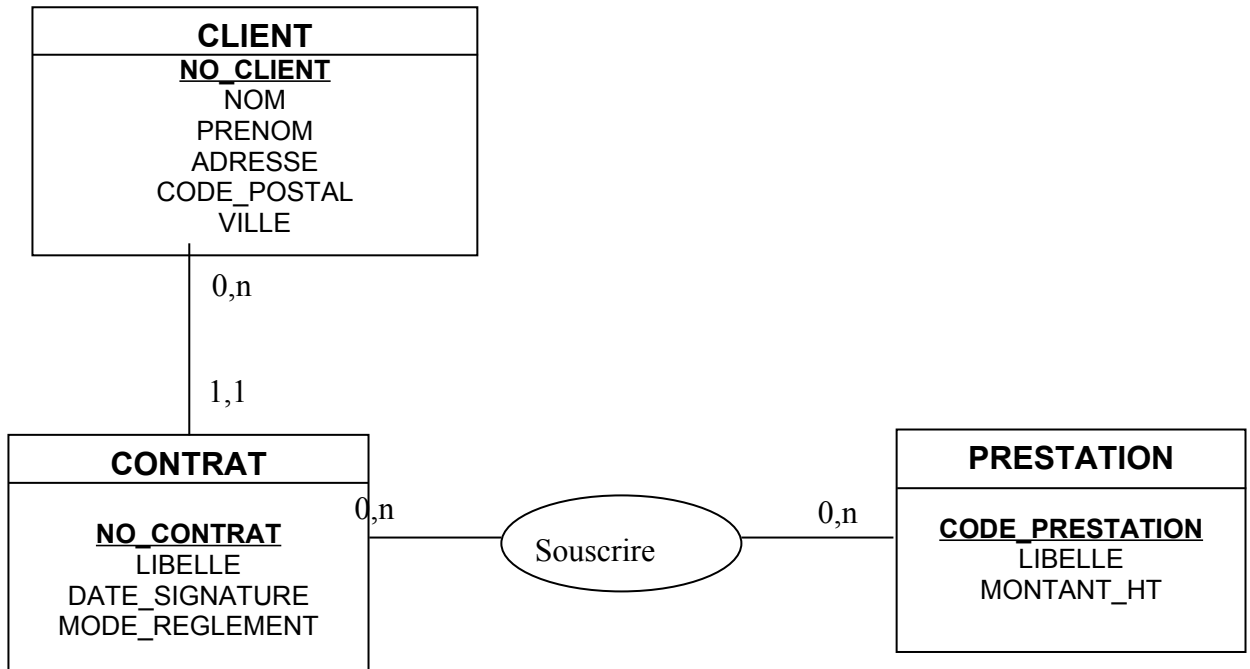 CLIENT
NO_CLIENT
NOM
PRENOM
ADRESSE
CODE_POSTAL
VILLE
0,n
1,1
CONTRAT
NO_CONTRAT
LIBELLE
DATE_SIGNATURE
MODE_REGLEMENT
0,n
Souscrire
0,n
PRESTATION
CODE_PRESTATION
LIBELLE
MONTANT_HT